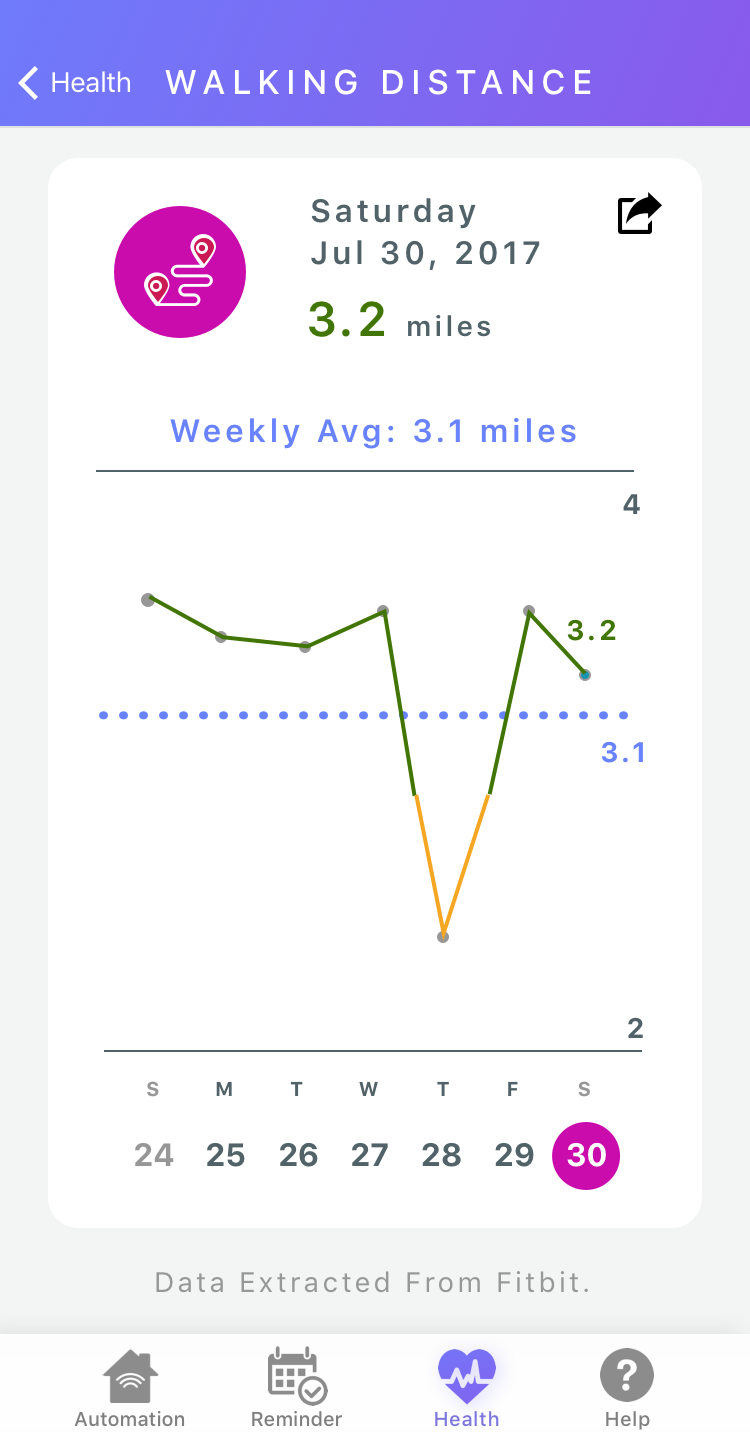 Health WALKING DISTANCE
Saturday
Jul 30, 2017
3.2 miles
Weekly Avg: 3.1 miles
4
3.2
3.1
2
S M T W T F S
24 25 26 27 28 29 30
Data Extracted From Fitbit.
Automation Reminder Health Help